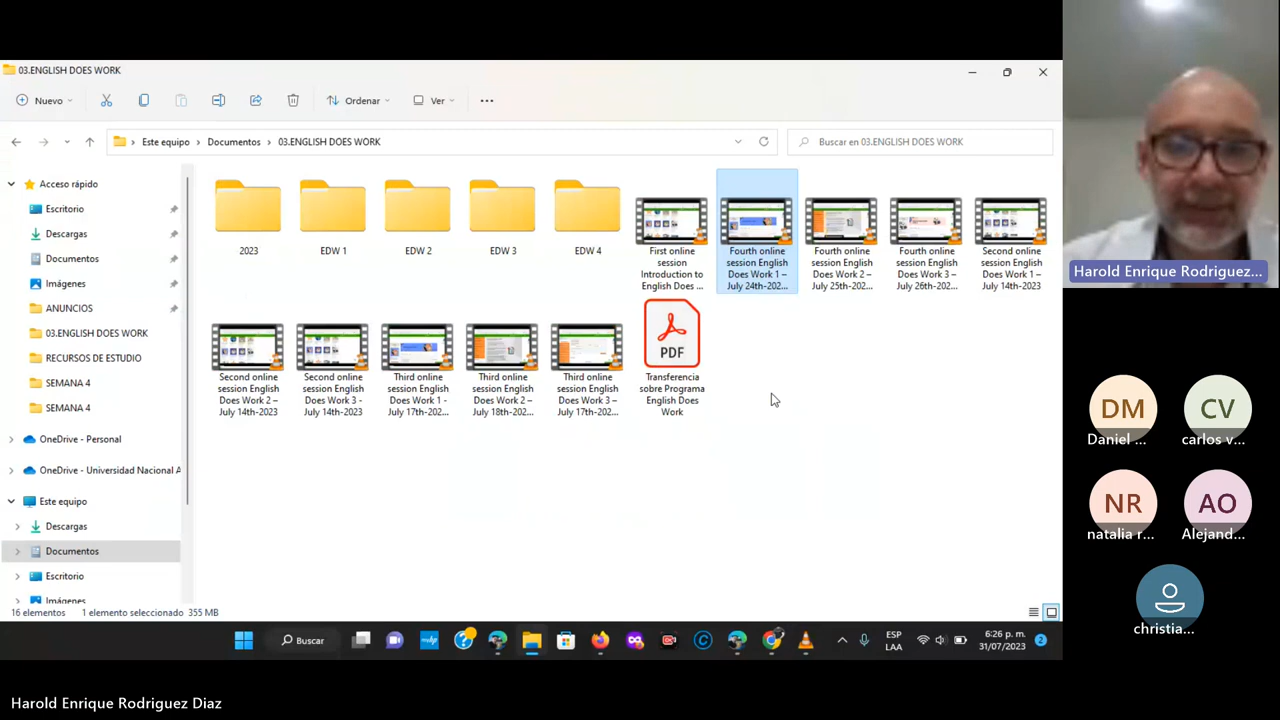 03.ENGLISH DOES WORK
Nuevo
Ordenar
Ver
Este equipo > Documentos > 03.ENGLISH DOES WORK
Buscar en 03.ENGLISH DOES WORK
Acceso rápido
Escritorio
Descargas
Documentos
Imágenes
ANUNCIOS
03.ENGLISH DOES WORK
RECURSOS DE ESTUDIO
SEMANA 4
SEMANA 4
OneDrive - Personal
OneDrive - Universidad Nacional A
Este equipo
Descargas
Documentos
Escritorio
Imágenes
2023
EDW 1
EDW 2
EDW 3
EDW 4
First online
session
Introduction to
English Does ...
Fourth online
session English
Does Work 1 –
July 24th-202...
Fourth online
session English
Does Work 2 –
July 25th-202...
Fourth online
session English
Does Work 3 –
July 26th-202...
Second online
session English
Does Work 1 –
July 14th-2023
Second online
session English
Does Work 2 –
July 14th-2023
Second online
session English
Does Work 3 -
July 14th-2023
Third online
session English
Does Work 1 -
July 17th-202...
Third online
session English
Does Work 2 –
July 18th-202...
Third online
session English
Does Work 3 –
July 17th-202...
PDF
Transferencia
sobre Programa
English Does
Work
16 elementos
1 elemento seleccionado 355 MB
Buscar
ESP
LAA
6:26 p. m.
31/07/2023
2
Harold Enrique Rodriguez...
DM
Daniel ...
CV
carlos v...
NR
natalia r...
AO
Alejand...
christia...
Harold Enrique Rodriguez Diaz